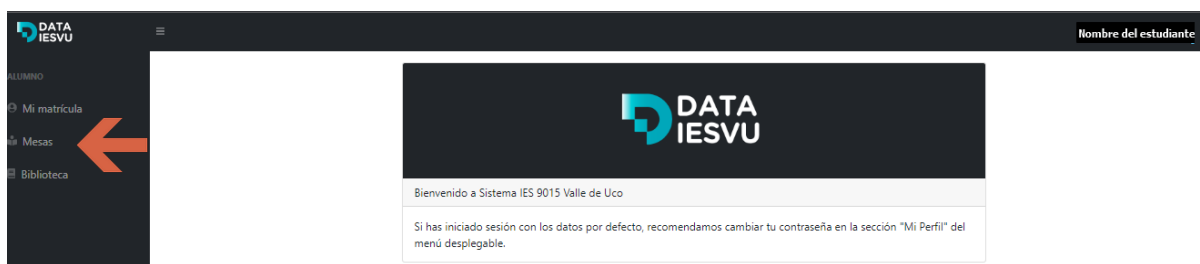 DATA
IESVU
Nombre del estudiante
ALUMNO
Mi matrícula
Mesas
Biblioteca
DATA
IESVU
Bienvenido a Sistema IES 9015 Valle de Uco
Si has iniciado sesión con los datos por defecto, recomendamos cambiar tu contraseña en la sección "Mi Perfil" del
menú desplegable.